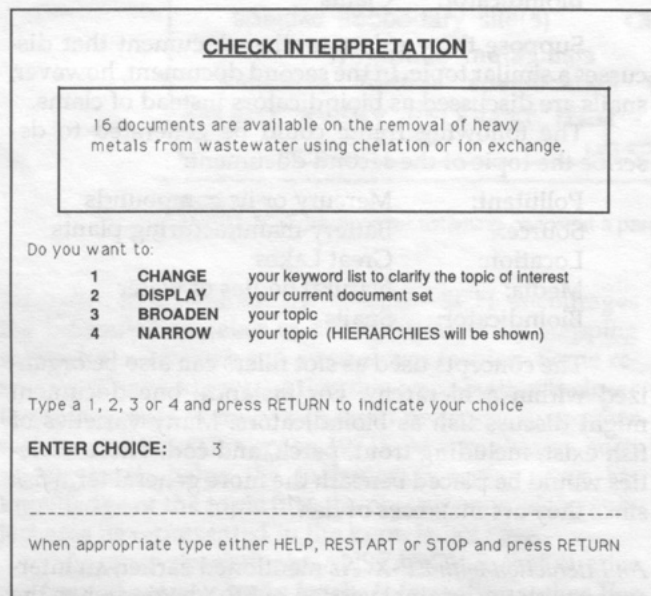 CHECK INTERPRETATION
16 documents are available on the removal of heavy
metals from wastewater using chelation or ion exchange.
Do you want to:
1 CHANGE your keyword list to clarify the topic of interest
2 DISPLAY your current document set
3 BROADEN your topic
4 NARROW your topic (HIERARCHIES will be shown)
Type a 1, 2, 3 or 4 and press RETURN to indicate your choice
ENTER CHOICE: 3
When appropriate type either HELP, RESTART or STOP and press RETURN